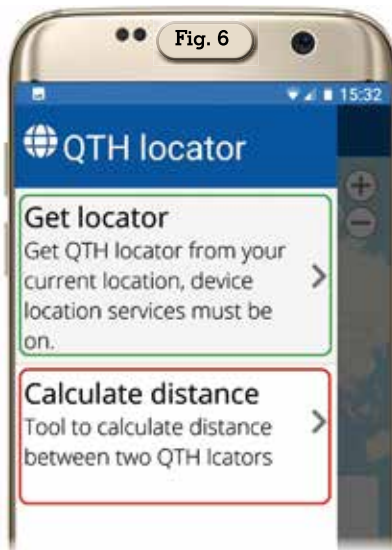 Fig. 6
15:32
QTH locator
Get locator
Get QTH locator from your
current location, device
location services must be
on.
Calculate distance
Tool to calculate distance
between two QTH lcators